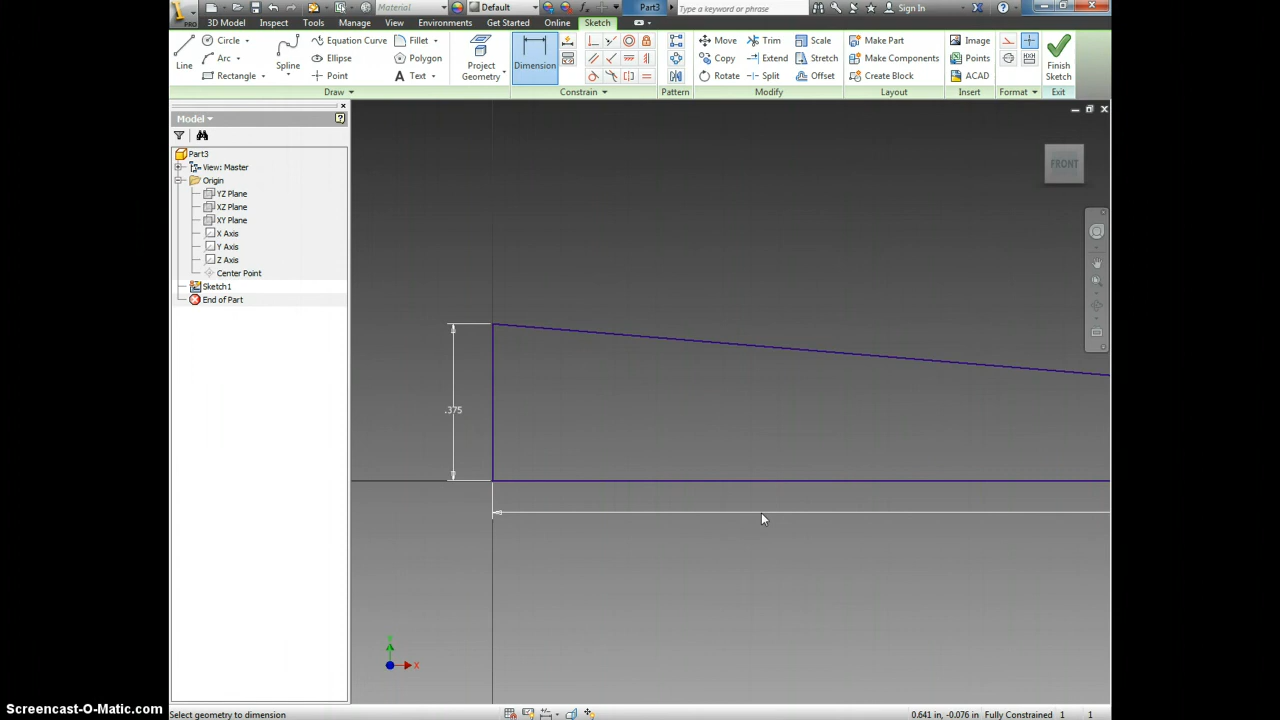 Material
Default
Part3
Type a keyword or phrase
Sign In
PRO
3D Model Inspect Tools Manage View Environments Get Started Online Sketch
Line
Circle
Arc
Rectangle
Spline
Equation Curve
Ellipse
Point
Fillet
Polygon
Text
Project Geometry
Dimension
Move
Copy
Rotate
Trim
Extend
Split
Scale
Stretch
Offset
Make Part
Make Components
Create Block
Image
Points
ACAD
Finish Sketch
Draw
Constrain
Pattern
Modify
Layout
Insert
Format
Exit
Model
Part3
View: Master
Origin
YZ Plane
XZ Plane
XY Plane
X Axis
Y Axis
Z Axis
Center Point
Sketch1
End of Part
FRONT
.375
X
Screencast-O-Matic.com
Select geometry to dimension
0.641 in, -0.076 in Fully Constrained 1 1